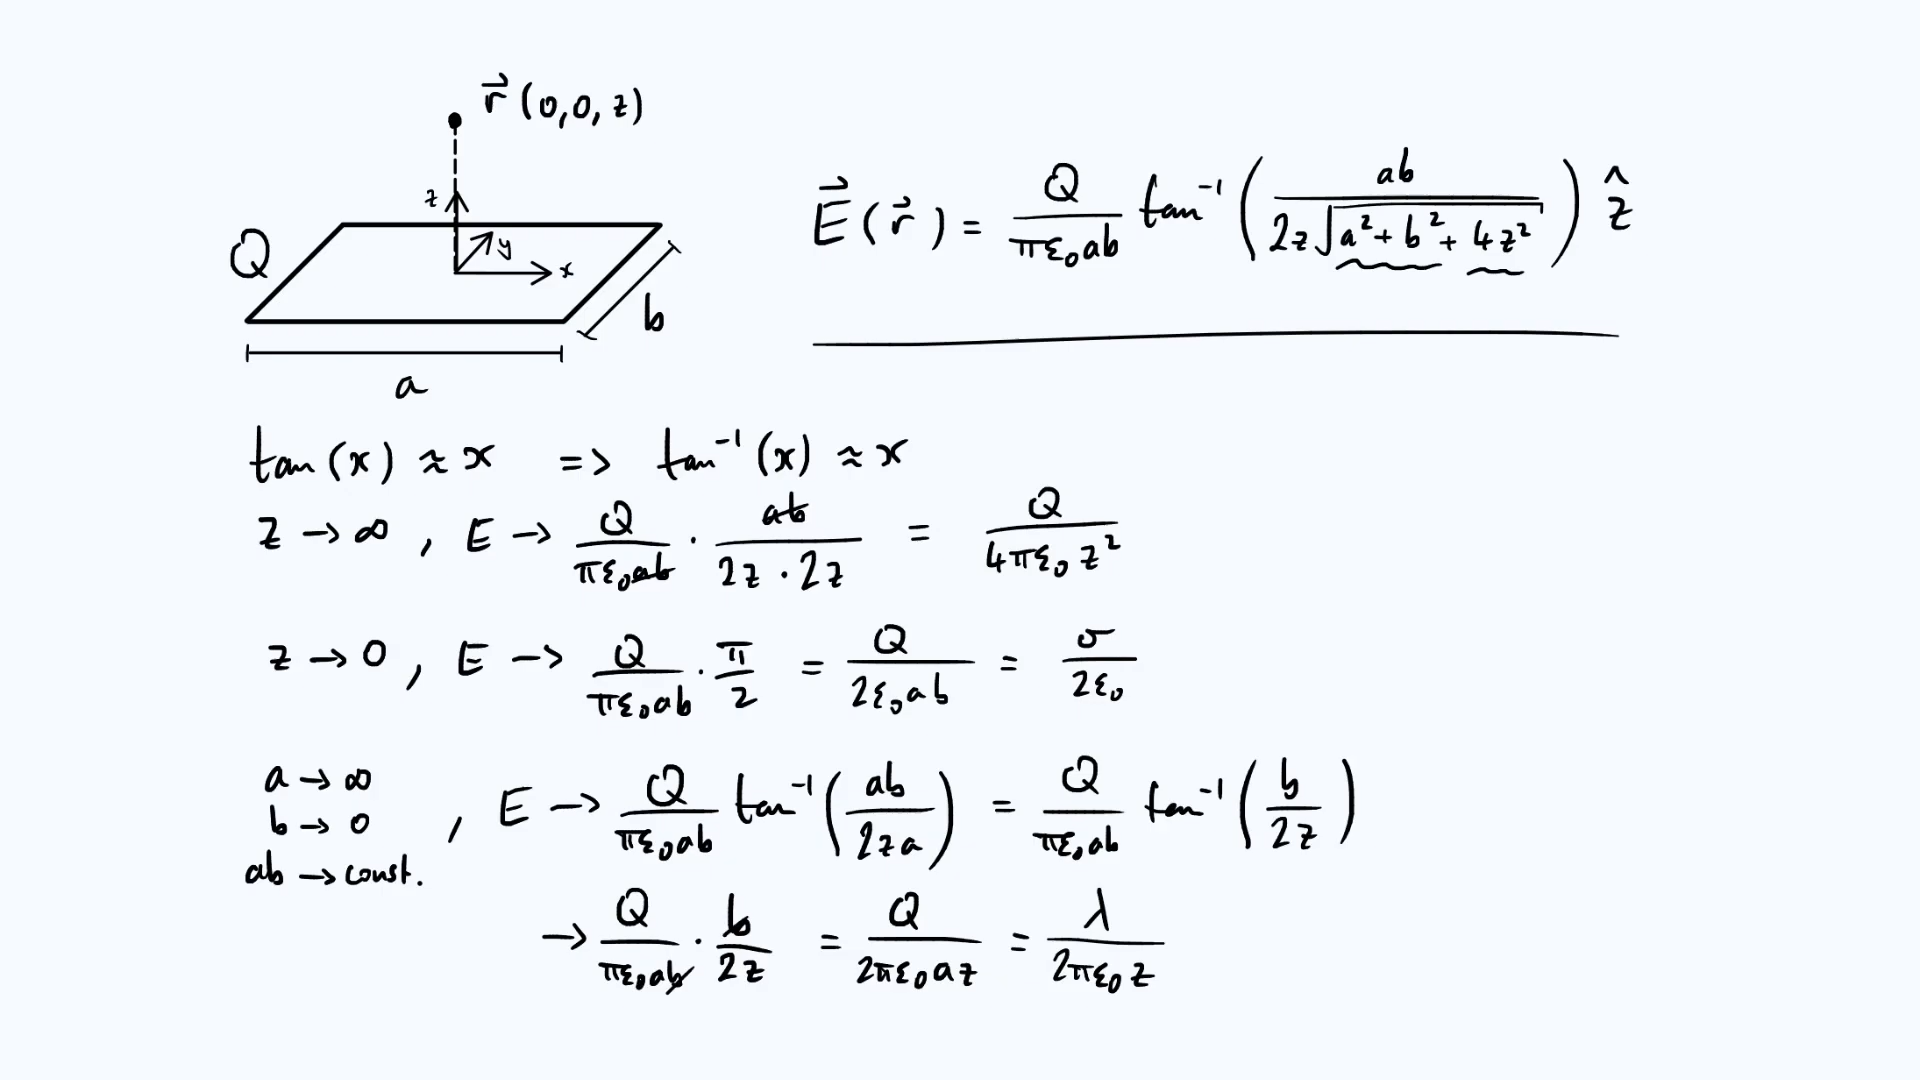 r⃗ (0,0,z)
z
y
x
Q
b
a
E⃗(r⃗) = Q/(πε₀ab) tan⁻¹(ab/(2z√(a²+b²+4z²))) ẑ
tan(x) ≈ x => tan⁻¹(x) ≈ x
z → ∞ , E → Q/(πε₀ab) · ab/(2z·2z) = Q/(4πε₀z²)
z → 0 , E → Q/(πε₀ab) · π/2 = Q/(2ε₀ab) = σ/(2ε₀)
a → ∞
b → 0
ab → const.
, E → Q/(πε₀ab) tan⁻¹(ab/(2za)) = Q/(πε₀ab) tan⁻¹(b/(2z))
→ Q/(πε₀ab) · b/(2z) = Q/(2πε₀az) = λ/(2πε₀z)